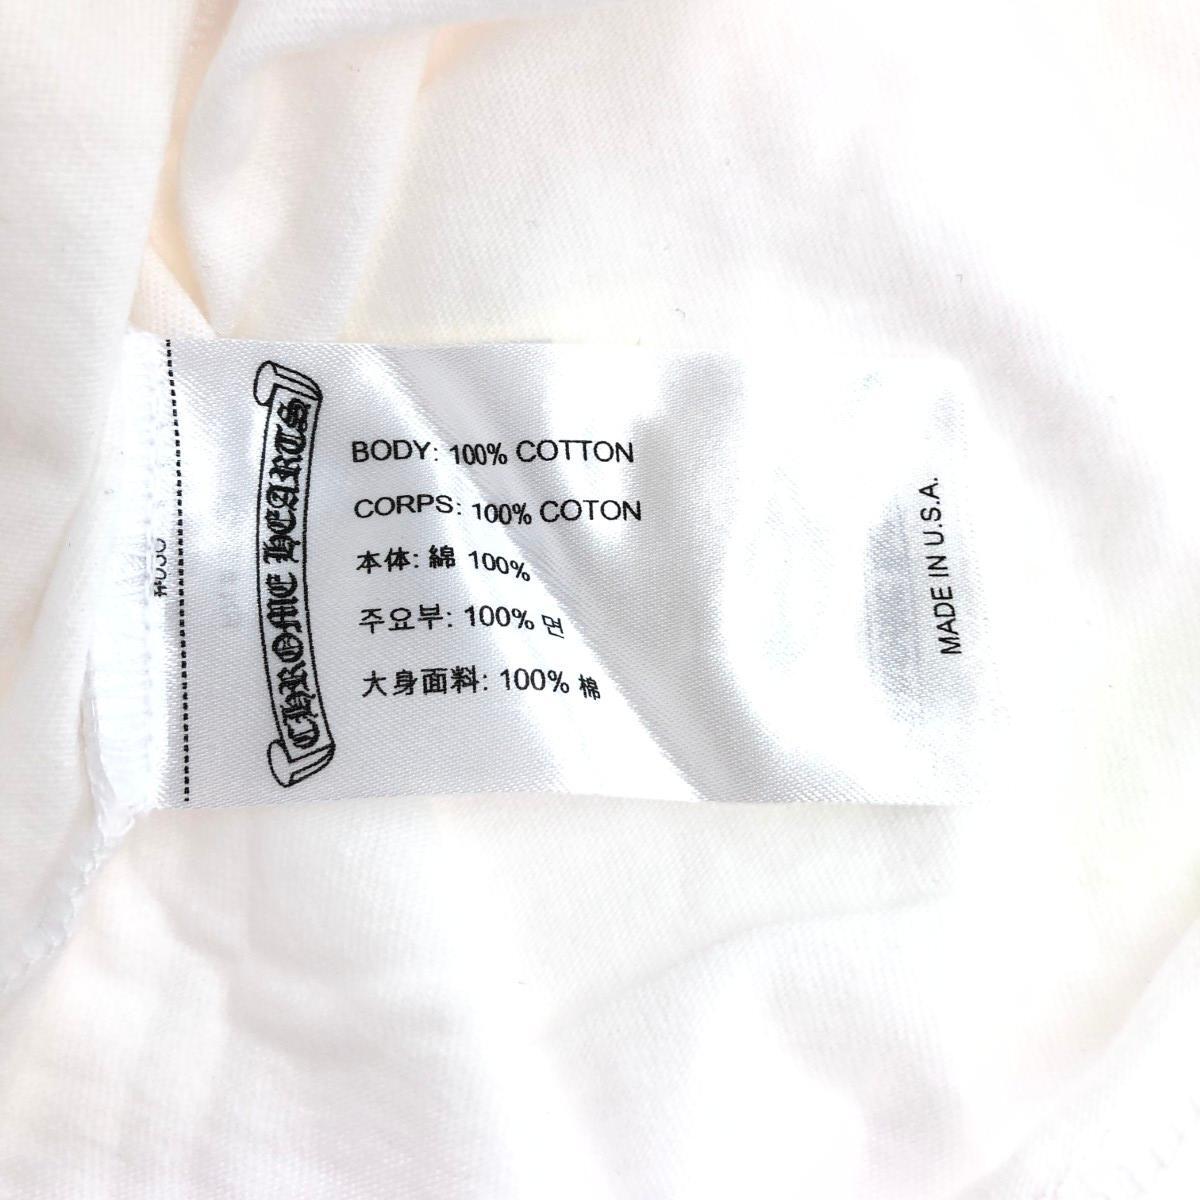 CHROME HEARTS
BODY: 100% COTTON
CORPS: 100% COTON
本体: 綿 100%
주요부: 100% 면
大身面料: 100% 棉
MADE IN U.S.A.